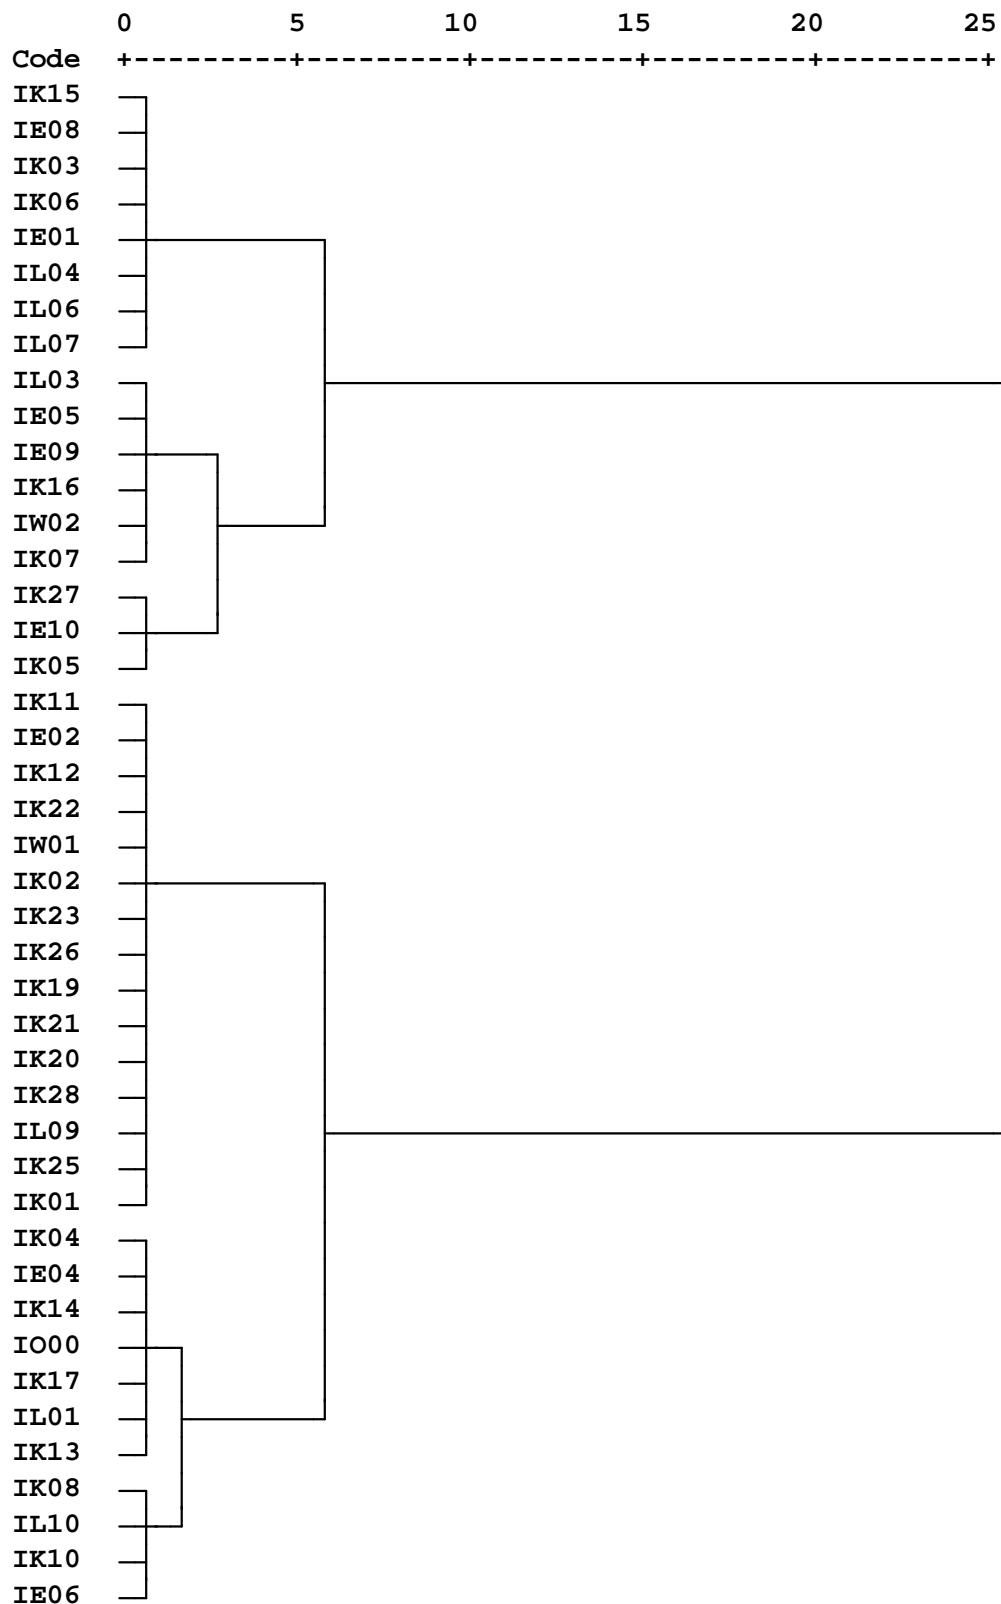 0 5 10 15 20 25
Code +---------+---------+---------+---------+---------+
IK15
IE08
IK03
IK06
IE01
IL04
IL06
IL07
IL03
IE05
IE09
IK16
IW02
IK07
IK27
IE10
IK05
IK11
IE02
IK12
IK22
IW01
IK02
IK23
IK26
IK19
IK21
IK20
IK28
IL09
IK25
IK01
IK04
IE04
IK14
IO00
IK17
IL01
IK13
IK08
IL10
IK10
IE06